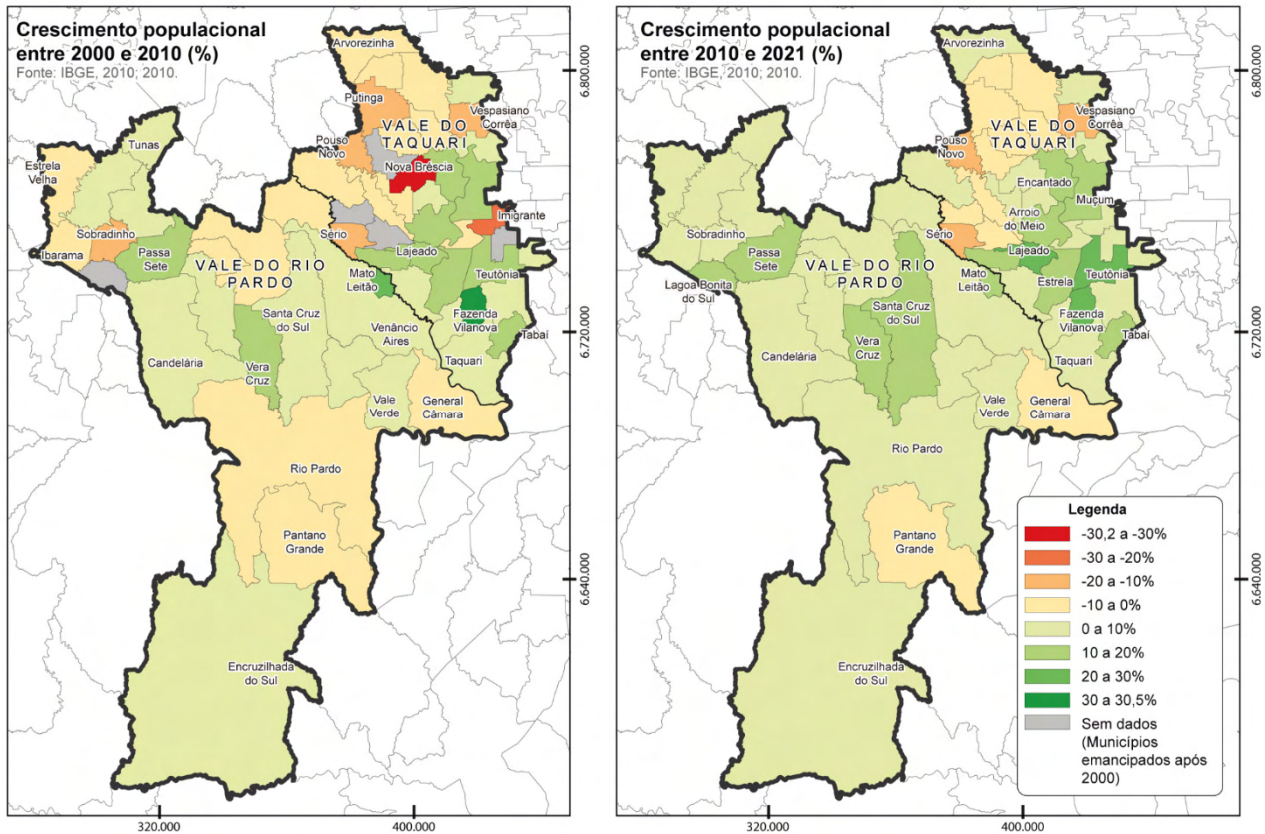 Crescimento populacional
entre 2000 e 2010 (%)
Fonte: IBGE, 2010; 2010.
Arvorezinha
Putinga
Vespasiano
Corrêa
VALE DO
TAQUARI
Tunas
Pouso
Novo
Nova Bréscia
Estrela
Velha
Imigrante
Sobradinho
Sério
Ibarama
Passa
Sete
Lajeado
VALE DO RIO
PARDO
Mato
Leitão
Teutônia
Santa Cruz
do Sul
Fazenda
Vilanova
Venâncio
Aires
Tabaí
Candelária
Vera
Cruz
Taquari
Vale
Verde
General
Câmara
Rio Pardo
Pantano
Grande
Encruzilhada
do Sul
320.000
400.000
6.800.000
6.720.000
6.640.000
Crescimento populacional
entre 2010 e 2021 (%)
Fonte: IBGE, 2010; 2010.
Arvorezinha
Vespasiano
Corrêa
VALE DO
TAQUARI
Pouso
Novo
Encantado
Muçum
Arroio
do Meio
Sobradinho
Sério
Passa
Sete
Lajeado
VALE DO RIO
PARDO
Mato
Leitão
Teutônia
Lagoa Bonita
do Sul
Estrela
Santa Cruz
do Sul
Fazenda
Vilanova
Tabaí
Vera
Cruz
Candelária
Taquari
Vale
Verde
General
Câmara
Rio Pardo
Pantano
Grande
Encruzilhada
do Sul
Legenda
-30,2 a -30%
-30 a -20%
-20 a -10%
-10 a 0%
0 a 10%
10 a 20%
20 a 30%
30 a 30,5%
Sem dados
(Municípios
emancipados após
2000)
320.000
400.000
6.800.000
6.720.000
6.640.000